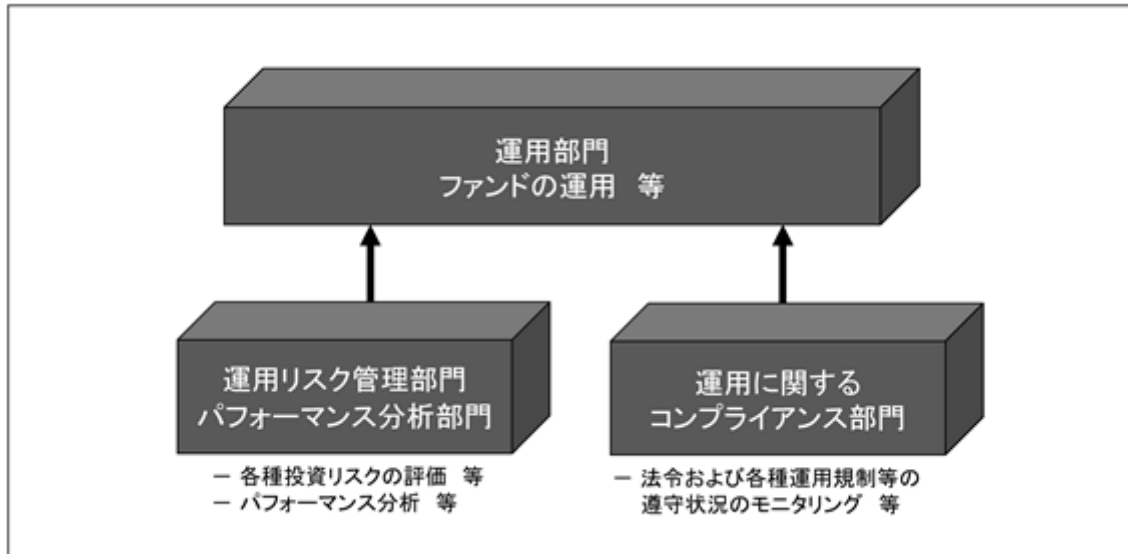 運用部門
ファンドの運用 等
運用リスク管理部門
パフォーマンス分析部門
－ 各種投資リスクの評価 等
－ パフォーマンス分析 等
運用に関する
コンプライアンス部門
－ 法令および各種運用規制等の
遵守状況のモニタリング 等